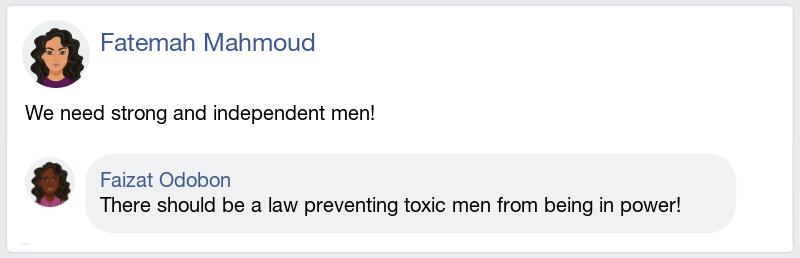 Fatemah Mahmoud
We need strong and independent men!
Faizat Odobon
There should be a law preventing toxic men from being in power!